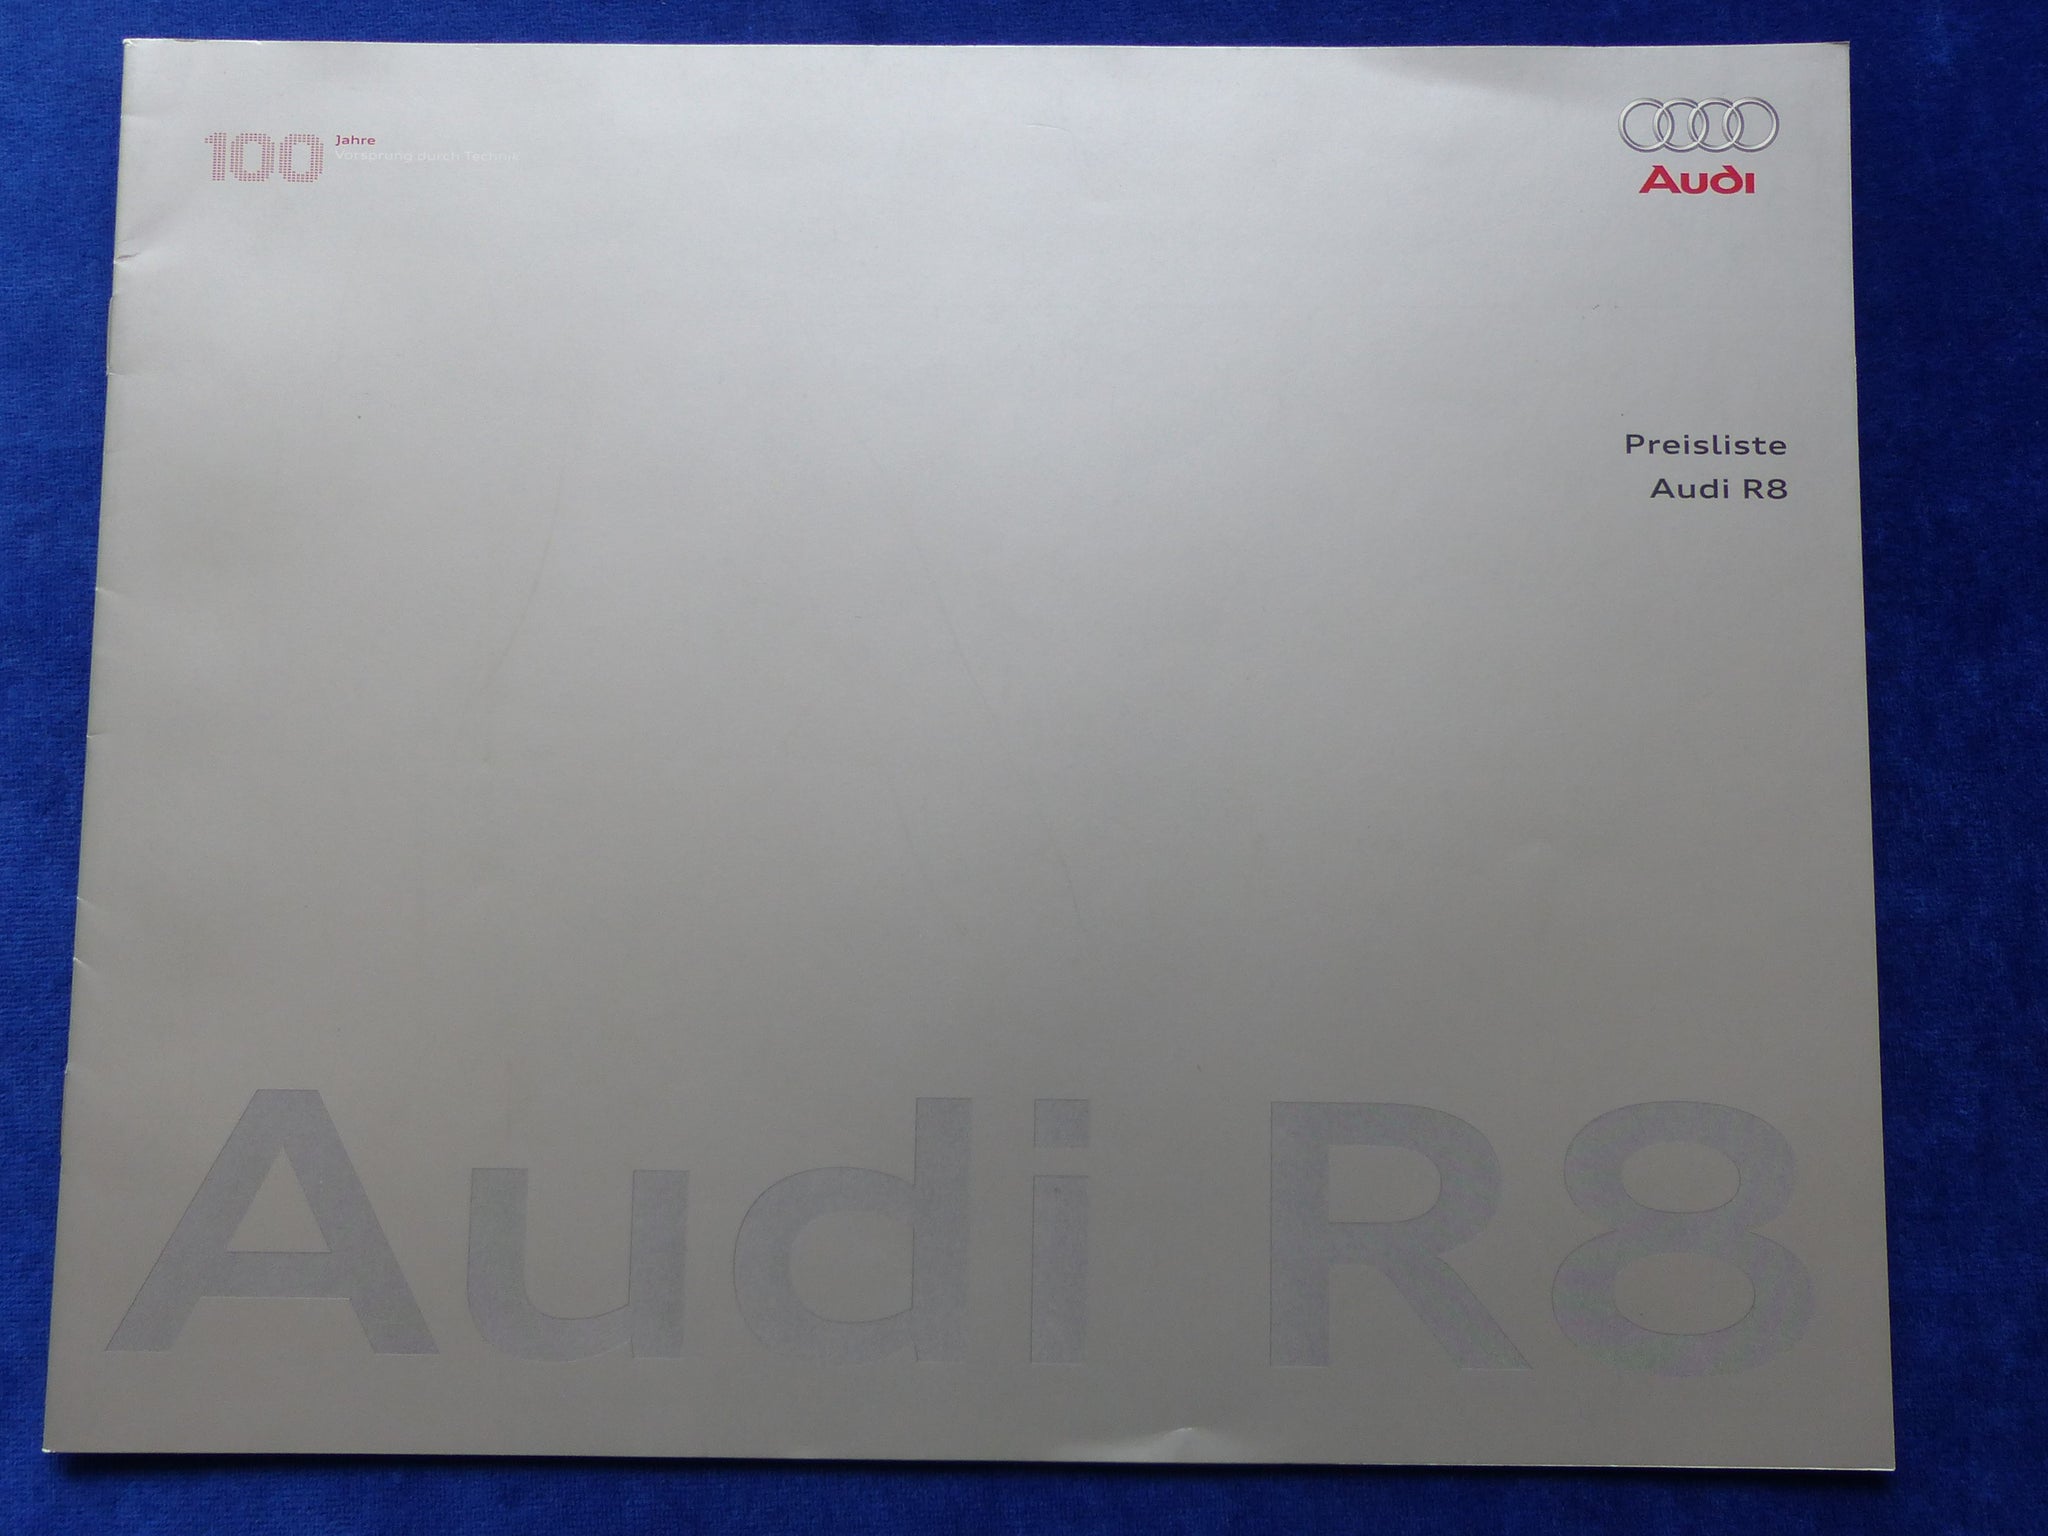 100 Jahre
Vorsprung durch Technik
Audi
Preisliste
Audi R8
Audi R8